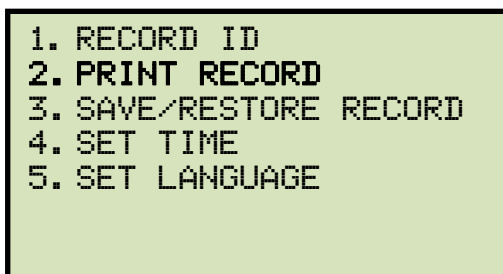 1. RECORD ID
2. PRINT RECORD
3. SAVE/RESTORE RECORD
4. SET TIME
5. SET LANGUAGE